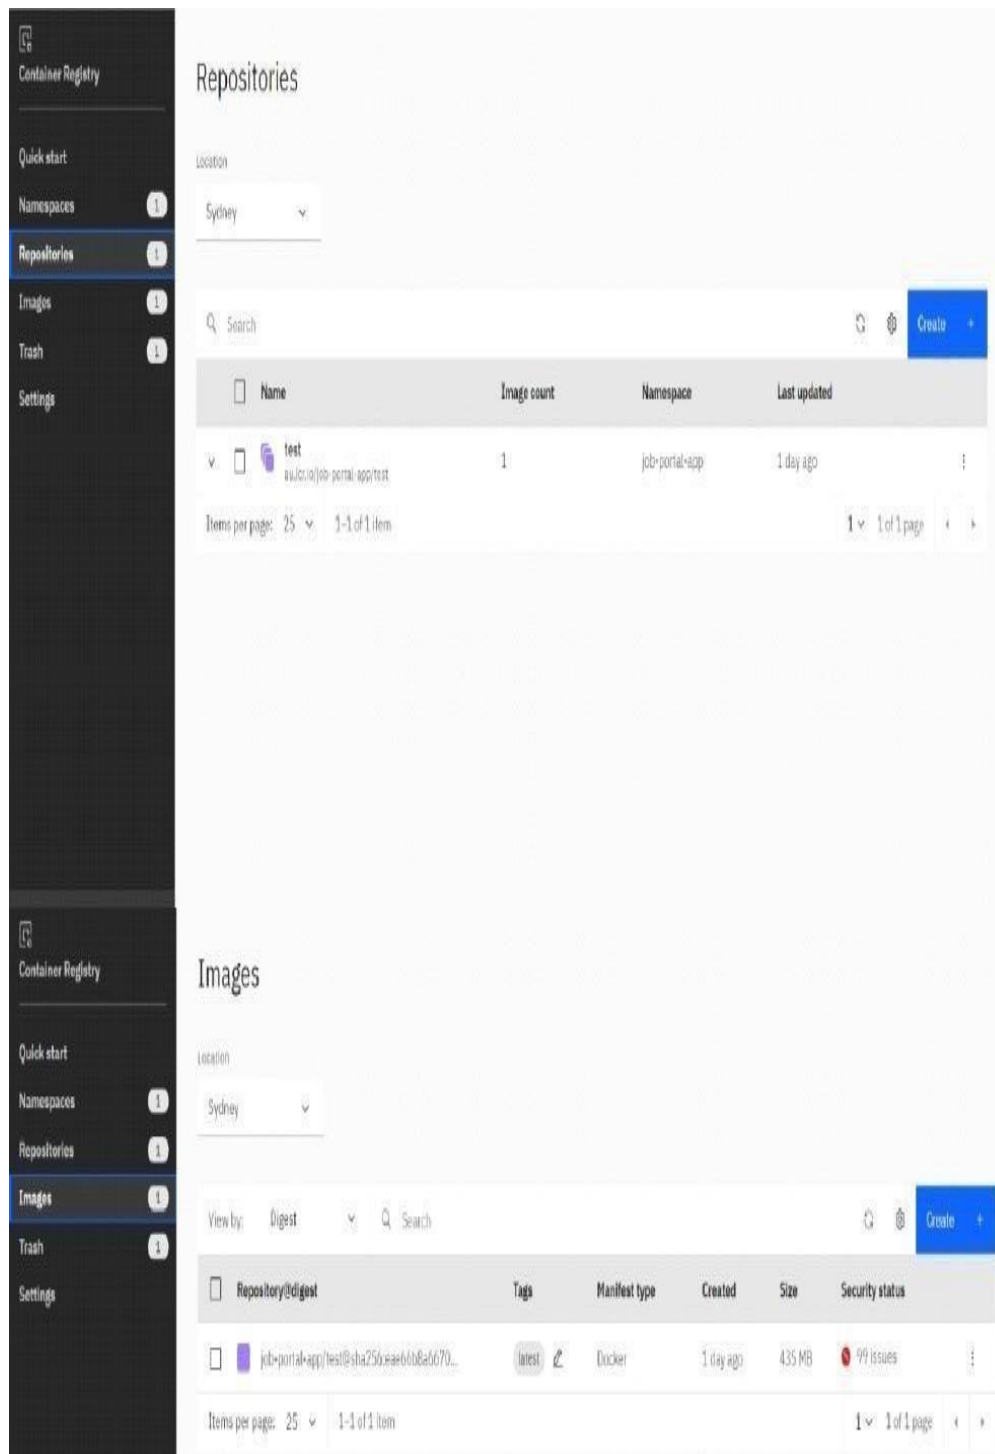 Container Registry
Quick start
Namespaces 1
Repositories 1
Images 1
Trash 1
Settings
Repositories
Location
Sydney
Search
Create +
Name Image count Namespace Last updated
test 1 job-portal-app 1 day ago
au.icr.io/job-portal-app/test
Items per page: 25 1-1 of 1 item 1 1 of 1 page
Container Registry
Quick start
Namespaces 1
Repositories 1
Images 1
Trash 1
Settings
Images
Location
Sydney
View by: Digest Search
Create +
Repository@digest Tags Manifest type Created Size Security status
job-portal-app/test@sha256:eae66b8a6670... latest Docker 1 day ago 435 MB 99 issues
Items per page: 25 1-1 of 1 item 1 1 of 1 page